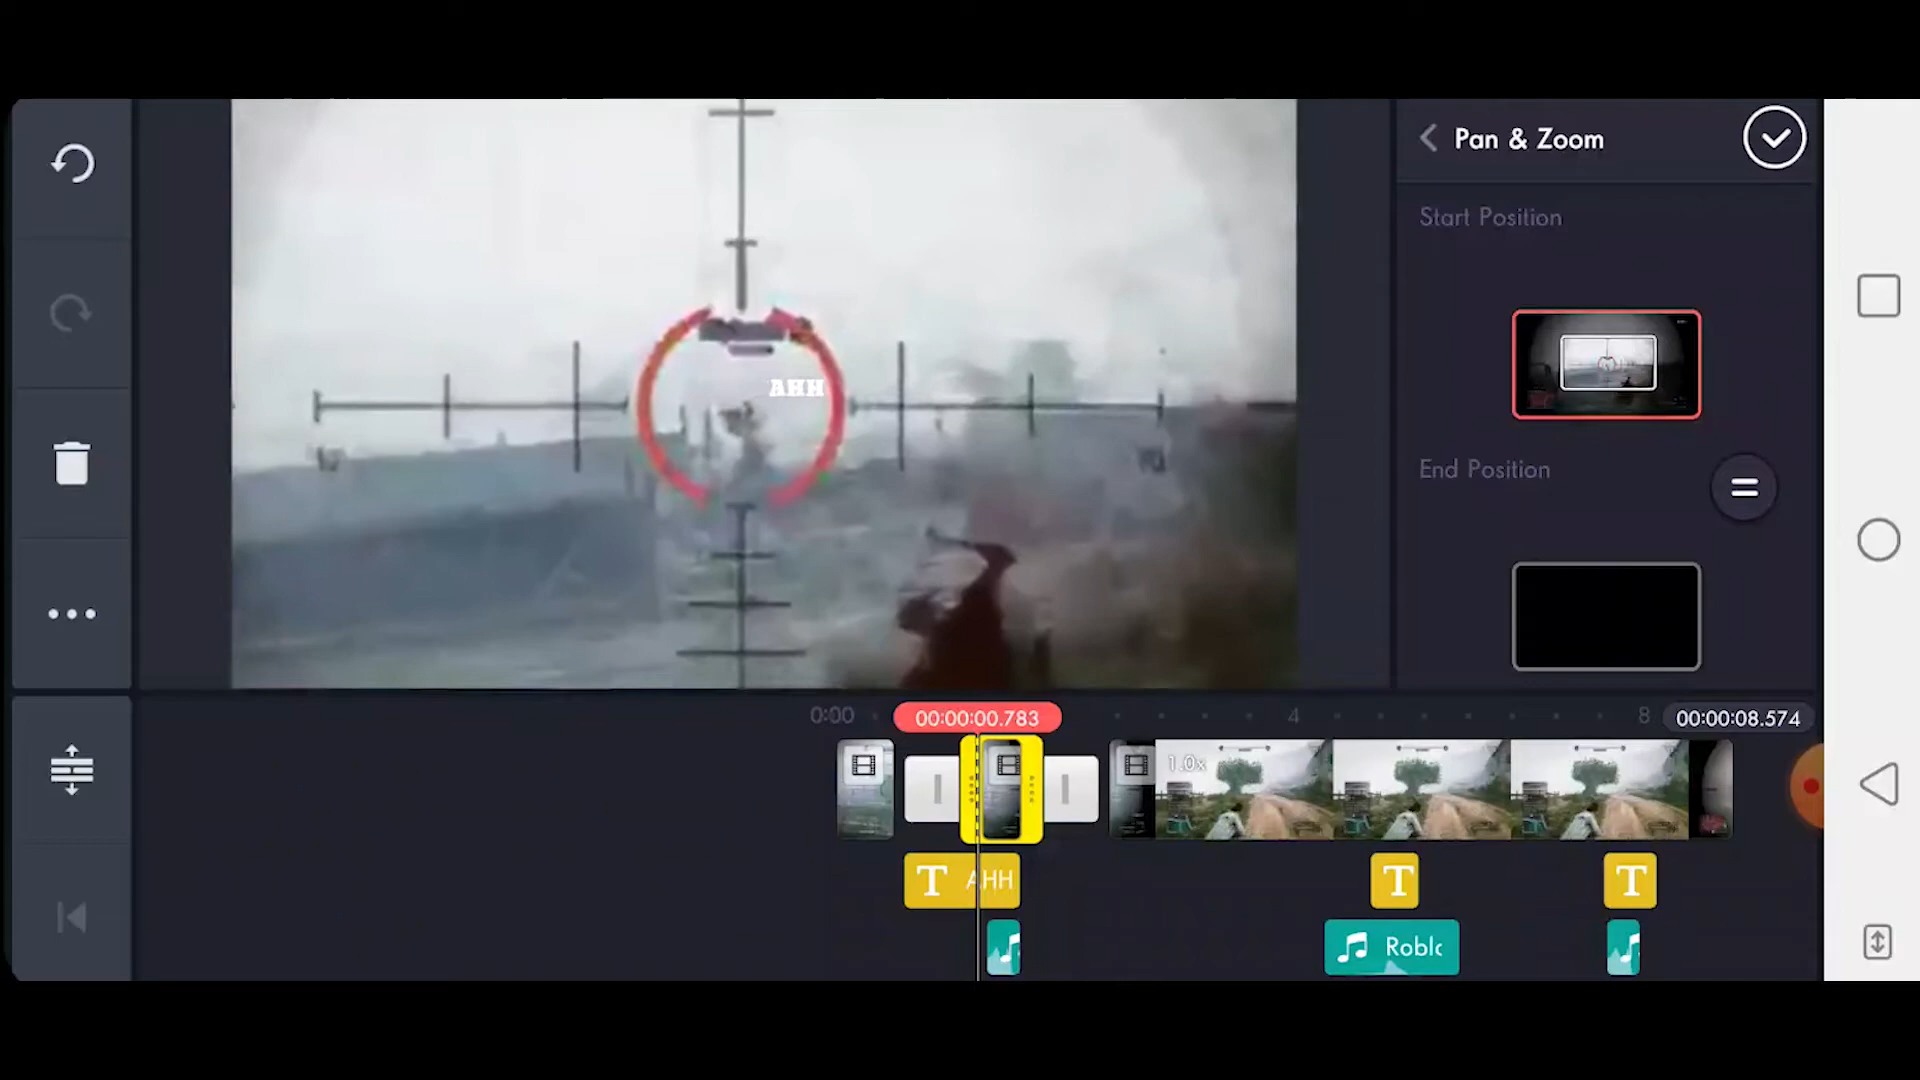 Pan & Zoom
Start Position
AHH
End Position
0:00
00:00:00.783
4
8
00:00:08.574
1.0x
T AHH
T
T
Roblc